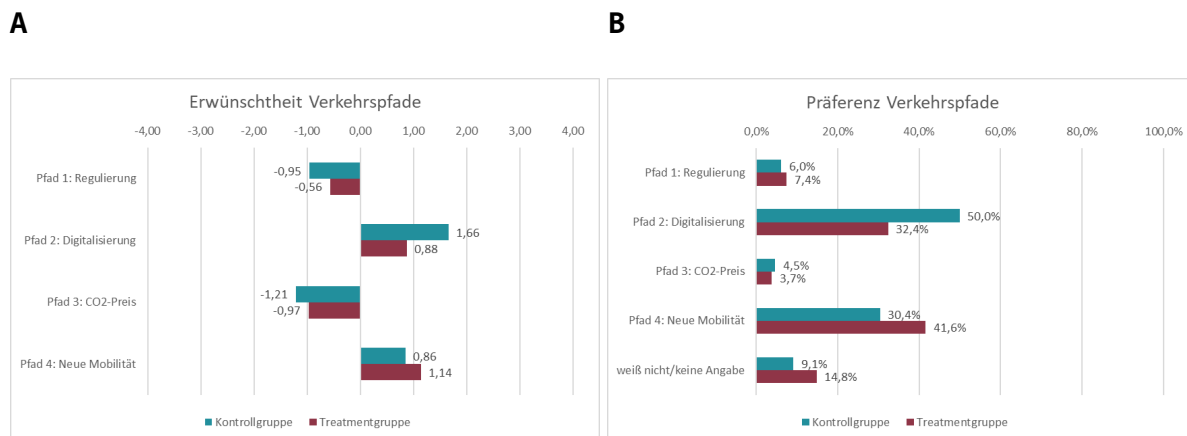 A
B
Erwünschtheit Verkehrspfade
-4,00 -3,00 -2,00 -1,00 0,00 1,00 2,00 3,00 4,00
Pfad 1: Regulierung
-0,95
-0,56
Pfad 2: Digitalisierung
1,66
0,88
Pfad 3: CO2-Preis
-1,21
-0,97
Pfad 4: Neue Mobilität
0,86
1,14
Kontrollgruppe Treatmentgruppe
Präferenz Verkehrspfade
0,0% 20,0% 40,0% 60,0% 80,0% 100,0%
Pfad 1: Regulierung
6,0%
7,4%
Pfad 2: Digitalisierung
50,0%
32,4%
Pfad 3: CO2-Preis
4,5%
3,7%
Pfad 4: Neue Mobilität
30,4%
41,6%
weiß nicht/keine Angabe
9,1%
14,8%
Kontrollgruppe Treatmentgruppe